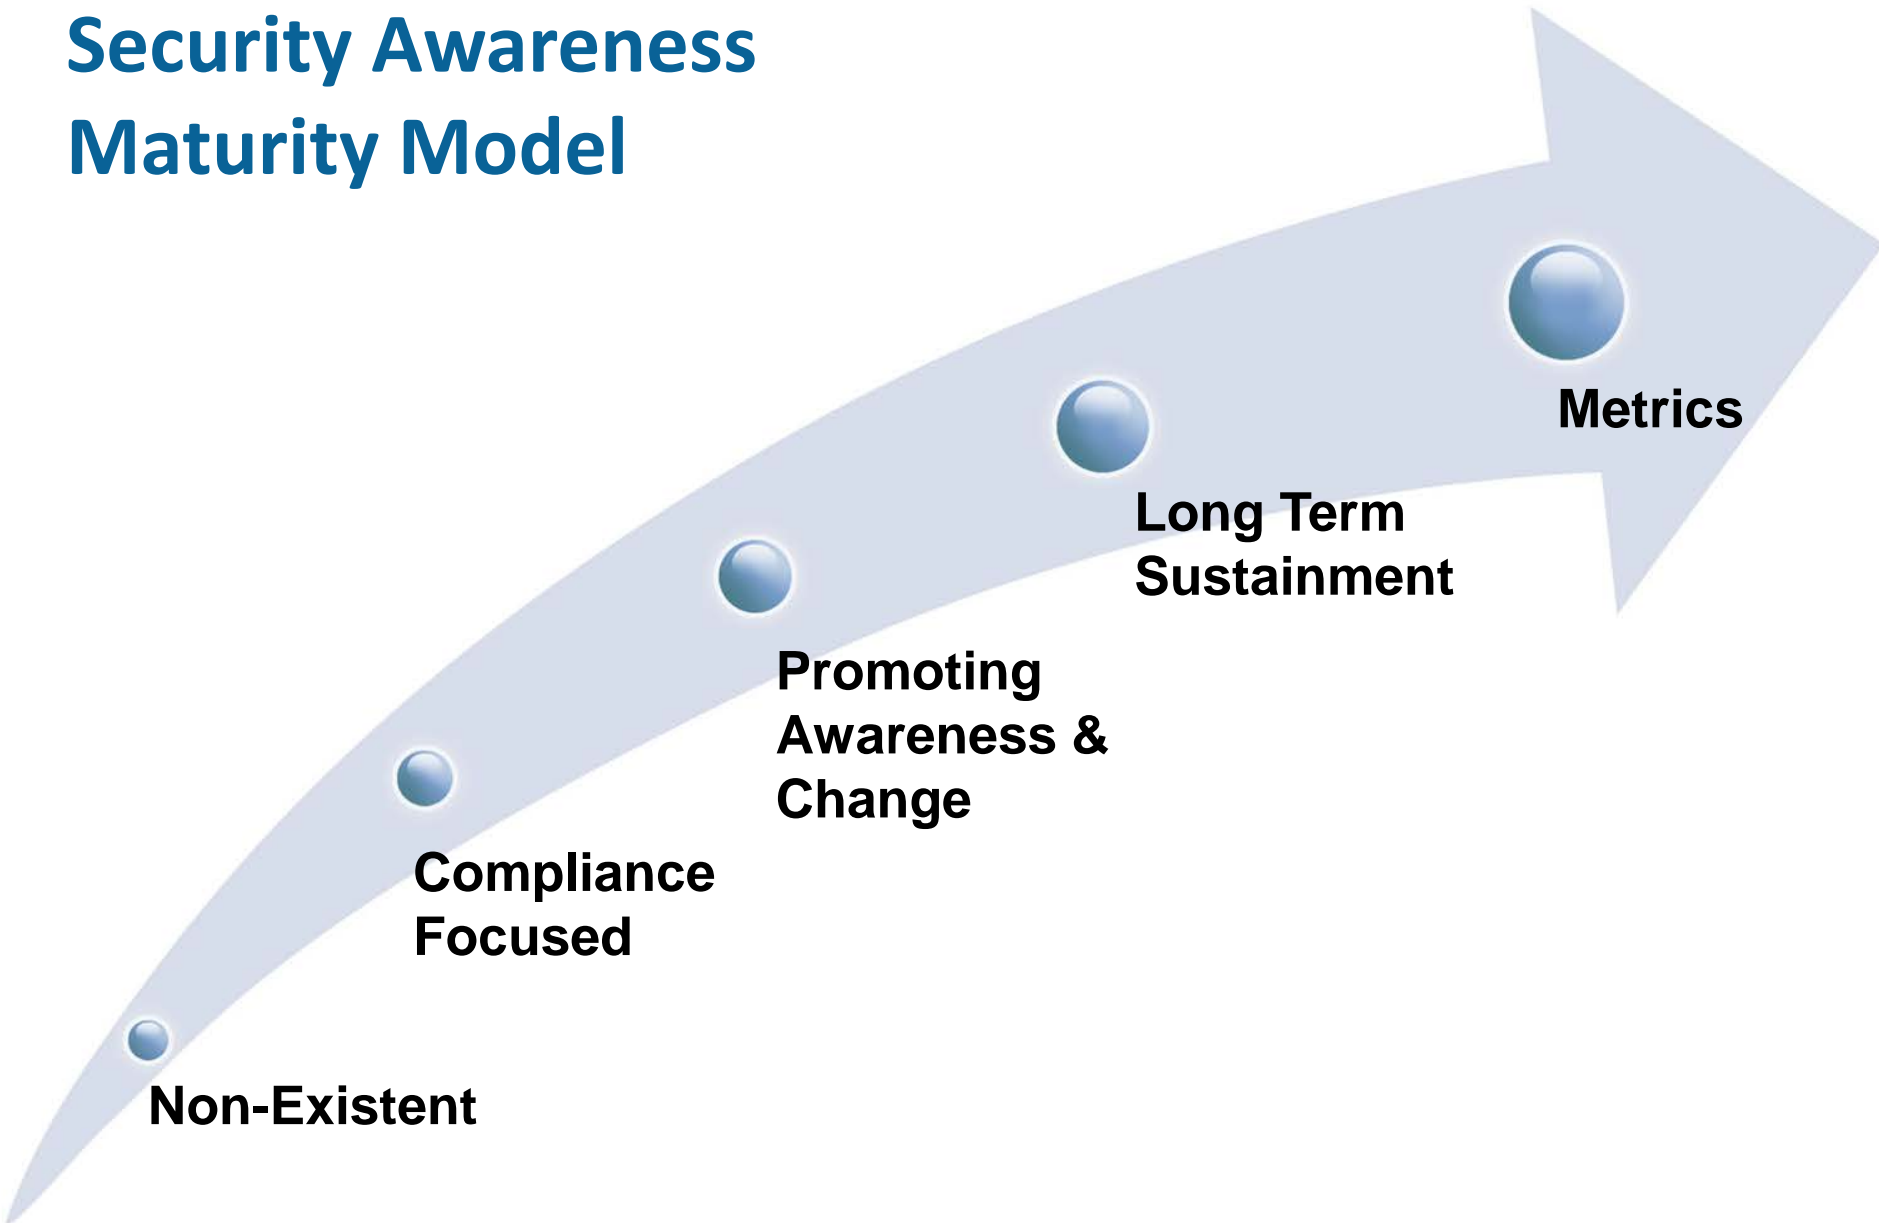 Security Awareness
Maturity Model
Metrics
Long Term
Sustainment
Promoting
Awareness &
Change
Compliance
Focused
Non-Existent